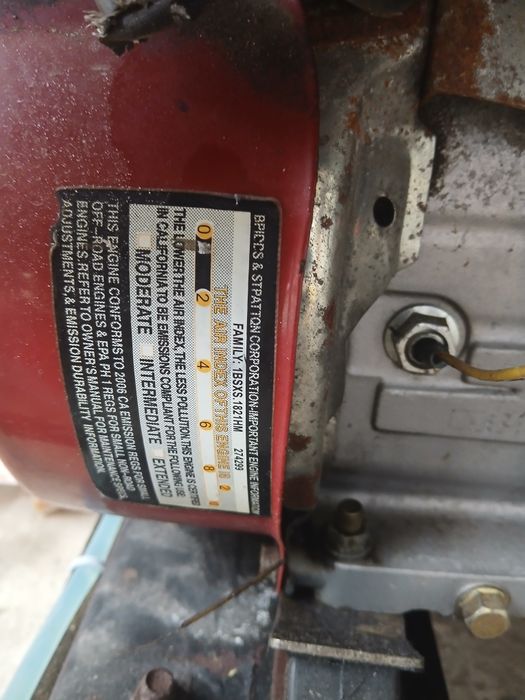 BRIGGS & STRATTON CORPORATION-IMPORTANT ENGINE INFORMATION
FAMILY: 1BSXS.1821HM 274299
THE AIR INDEX OF THIS ENGINE IS 2
0 2 4 6 8
THE LOWER THE AIR INDEX, THE LESS POLLUTION. THIS ENGINE IS CERTIFIED
IN CALIFORNIA TO BE EMISSIONS COMPLIANT FOR THE FOLLOWING USE
MODERATE INTERMEDIATE EXTENDED
THIS ENGINE CONFORMS TO 2006 CA EMISSION REGS FOR SMALL
OFF-ROAD ENGINES & EPA PH 1 REGS FOR SMALL NON-ROAD
ENGINES. REFER TO OWNER'S MANUAL FOR MAINTENANCE SPECS,
ADJUSTMENTS, & EMISSION DURABILITY INFORMATION.